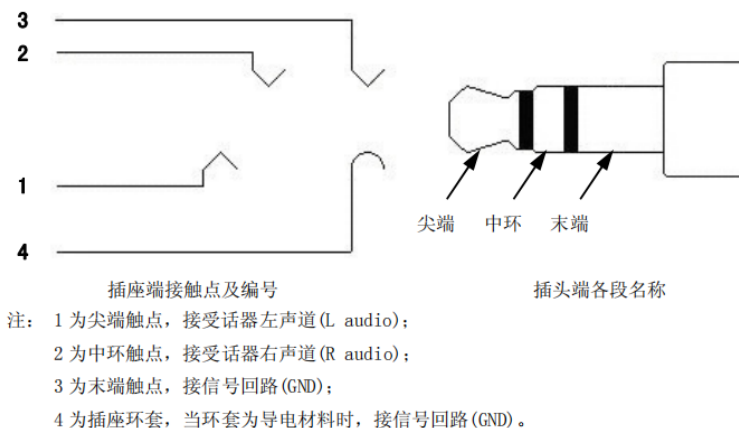 3
2
1
4
尖端 中环 末端
插座端接触点及编号 插头端各段名称
注： 1 为尖端触点，接受话器左声道(L audio)；
2 为中环触点，接受话器右声道(R audio)；
3 为末端触点，接信号回路(GND)；
4 为插座环套，当环套为导电材料时，接信号回路(GND)。